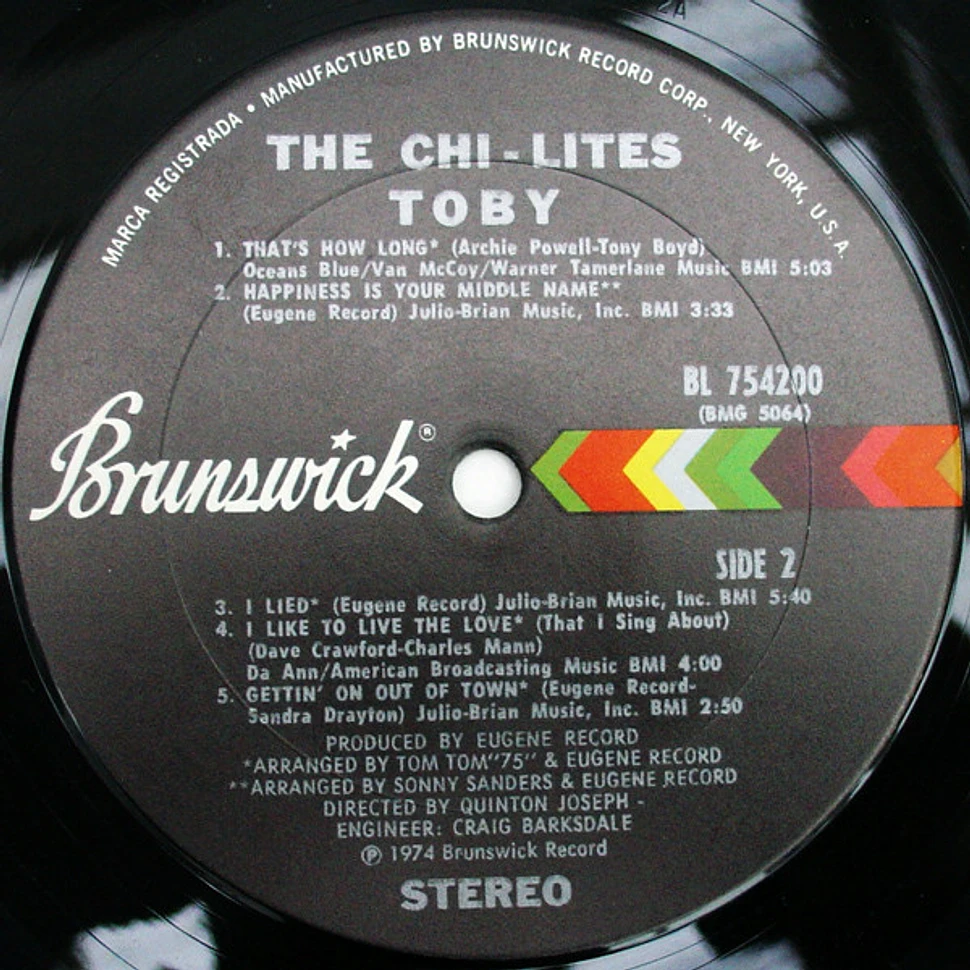 2A
MARCA REGISTRADA • MANUFACTURED BY BRUNSWICK RECORD CORP., NEW YORK, U.S.A.
THE CHI-LITES
TOBY
1. THAT'S HOW LONG* (Archie Powell-Tony Boyd)
Oceans Blue/Van McCoy/Warner Tamerlane Music BMI 5:03
2. HAPPINESS IS YOUR MIDDLE NAME**
(Eugene Record) Julio-Brian Music, Inc. BMI 3:33
BL 754200
(BMG 5064)
Brunswick®
SIDE 2
3. I LIED* (Eugene Record) Julio-Brian Music, Inc. BMI 5:40
4. I LIKE TO LIVE THE LOVE* (That I Sing About)
(Dave Crawford-Charles Mann)
Da Ann/American Broadcasting Music BMI 4:00
5. GETTIN' ON OUT OF TOWN* (Eugene Record-
Sandra Drayton) Julio-Brian Music, Inc. BMI 2:50
PRODUCED BY EUGENE RECORD
*ARRANGED BY TOM TOM"75" & EUGENE RECORD
**ARRANGED BY SONNY SANDERS & EUGENE RECORD
DIRECTED BY QUINTON JOSEPH -
ENGINEER: CRAIG BARKSDALE
℗ 1974 Brunswick Record
STEREO